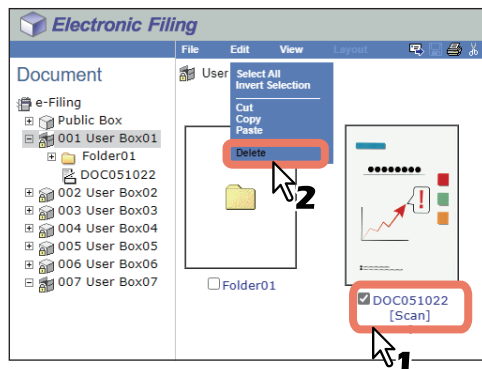 Electronic Filing
File Edit View Layout
Document
e-Filing
Public Box
001 User Box01
Folder01
DOC051022
002 User Box02
003 User Box03
004 User Box04
005 User Box05
006 User Box06
007 User Box07
User
Select All
Invert Selection
Cut
Copy
Paste
Delete
2
Folder01
!
DOC051022
[Scan]
1